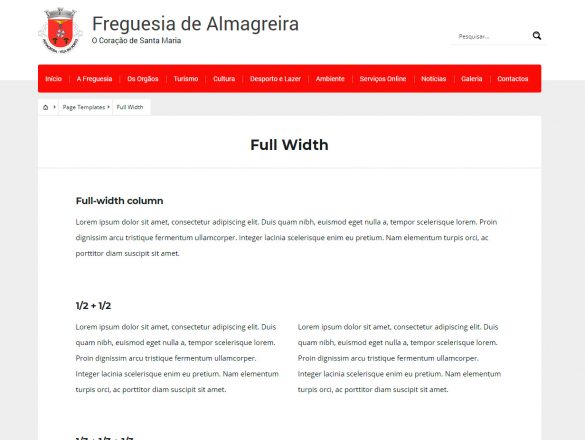 Freguesia de Almagreira
O Coração de Santa Maria
Pesquisar...
Início A Freguesia Os Orgãos Turismo Cultura Desporto e Lazer Ambiente Serviços Online Notícias Galeria Contactos
Page Templates Full Width
Full Width
Full-width column
Lorem ipsum dolor sit amet, consectetur adipiscing elit. Duis quam nibh, euismod eget nulla a, tempor scelerisque lorem. Proin
dignissim arcu tristique fermentum ullamcorper. Integer lacinia scelerisque enim eu pretium. Nam elementum turpis orci, ac
porttitor diam suscipit sit amet.
1/2 + 1/2
Lorem ipsum dolor sit amet, consectetur adipiscing elit. Duis
quam nibh, euismod eget nulla a, tempor scelerisque lorem.
Proin dignissim arcu tristique fermentum ullamcorper.
Integer lacinia scelerisque enim eu pretium. Nam elementum
turpis orci, ac porttitor diam suscipit sit amet.
Lorem ipsum dolor sit amet, consectetur adipiscing elit. Duis
quam nibh, euismod eget nulla a, tempor scelerisque lorem.
Proin dignissim arcu tristique fermentum ullamcorper.
Integer lacinia scelerisque enim eu pretium. Nam elementum
turpis orci, ac porttitor diam suscipit sit amet.